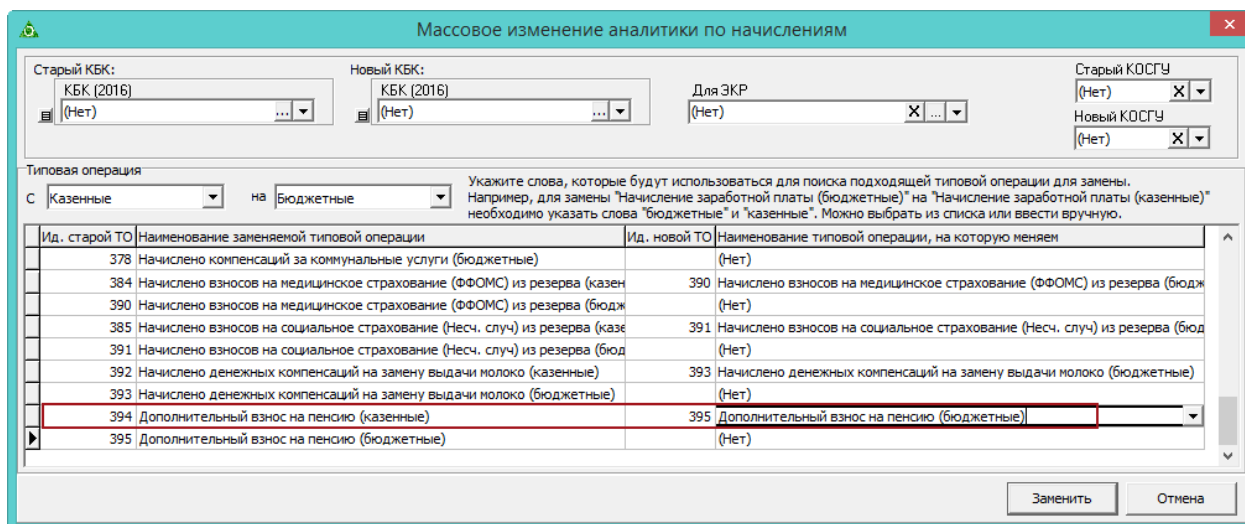 Массовое изменение аналитики по начислениям
Старый КБК:
КБК (2016)
(Нет)
Новый КБК:
КБК (2016)
(Нет)
Для ЭКР
(Нет)
Старый КОСГУ
(Нет)
Новый КОСГУ
(Нет)
Типовая операция
С Казенные на Бюджетные
Укажите слова, которые будут использоваться для поиска подходящей типовой операции для замены.
Например, для замены "Начисление заработной платы (бюджетные)" на "Начисление заработной платы (казенные)"
необходимо указать слова "бюджетные" и "казенные". Можно выбрать из списка или ввести вручную.
Ид. старой ТО Наименование заменяемой типовой операции Ид. новой ТО Наименование типовой операции, на которую меняем
378 Начислено компенсаций за коммунальные услуги (бюджетные) (Нет)
384 Начислено взносов на медицинское страхование (ФФОМС) из резерва (казен 390 Начислено взносов на медицинское страхование (ФФОМС) из резерва (бюдж
390 Начислено взносов на медицинское страхование (ФФОМС) из резерва (бюдж (Нет)
385 Начислено взносов на социальное страхование (Несч. случ) из резерва (казе 391 Начислено взносов на социальное страхование (Несч. случ) из резерва (бюд
391 Начислено взносов на социальное страхование (Несч. случ) из резерва (бюд (Нет)
392 Начислено денежных компенсаций на замену выдачи молоко (казенные) 393 Начислено денежных компенсаций на замену выдачи молоко (бюджетные)
393 Начислено денежных компенсаций на замену выдачи молоко (бюджетные) (Нет)
394 Дополнительный взнос на пенсию (казенные) 395 Дополнительный взнос на пенсию (бюджетные)
395 Дополнительный взнос на пенсию (бюджетные) (Нет)
Заменить Отмена